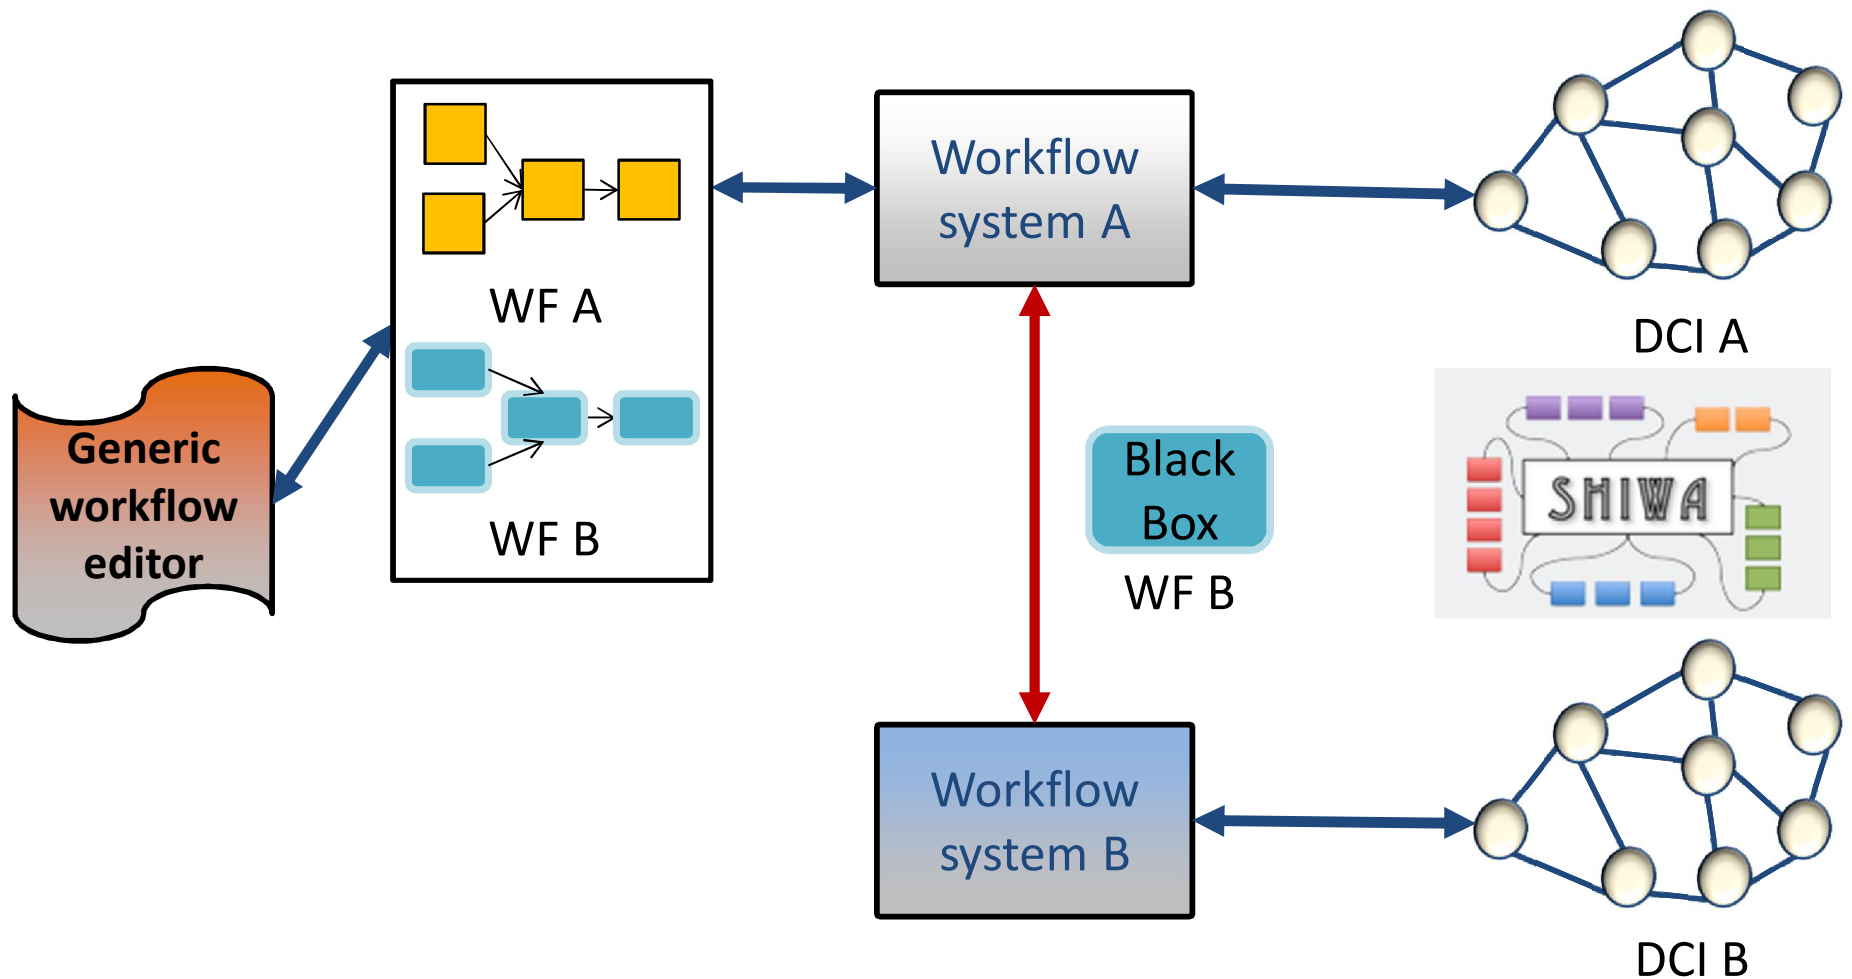 Generic
workflow
editor
WF A
WF B
Workflow
system A
Black
Box
WF B
Workflow
system B
DCI A
SHIWA
DCI B